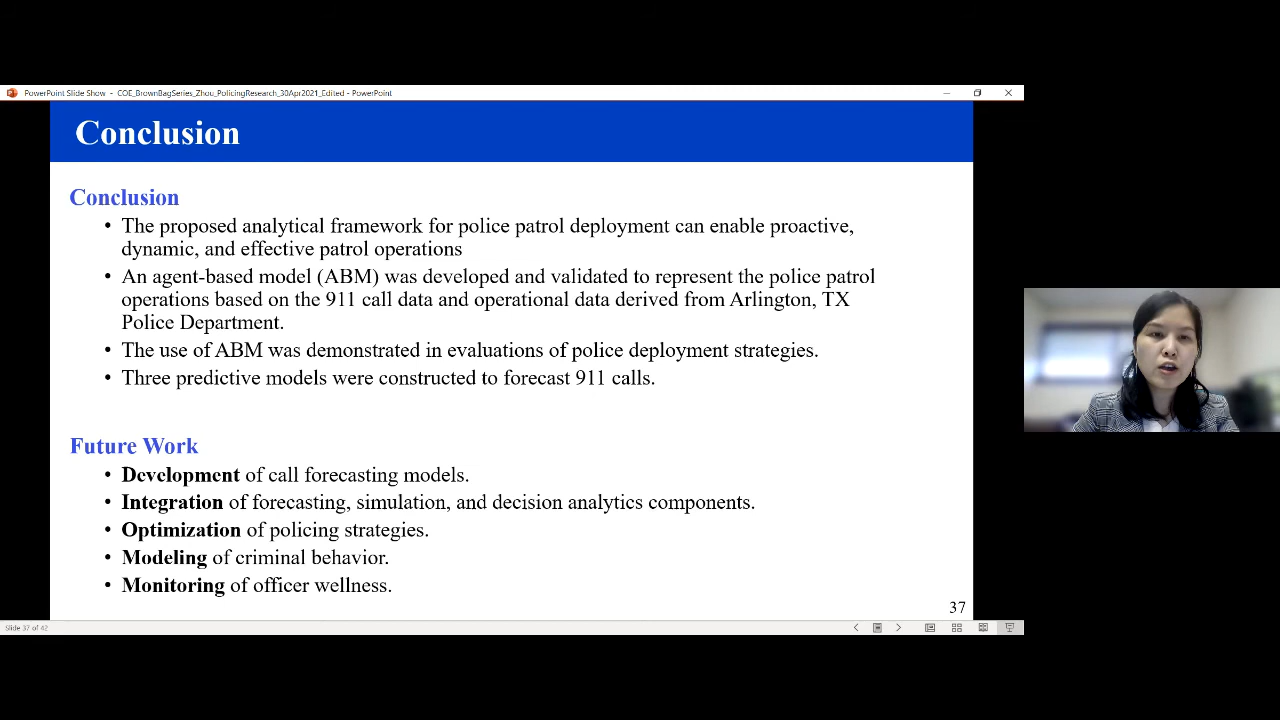 PowerPoint Slide Show - COE_BrownBagSeries_Zhou_PolicingResearch_30Apr2021_Edited - PowerPoint
Conclusion
Conclusion
• The proposed analytical framework for police patrol deployment can enable proactive,
dynamic, and effective patrol operations
• An agent-based model (ABM) was developed and validated to represent the police patrol
operations based on the 911 call data and operational data derived from Arlington, TX
Police Department.
• The use of ABM was demonstrated in evaluations of police deployment strategies.
• Three predictive models were constructed to forecast 911 calls.
Future Work
• Development of call forecasting models.
• Integration of forecasting, simulation, and decision analytics components.
• Optimization of policing strategies.
• Modeling of criminal behavior.
• Monitoring of officer wellness.
37
Slide 37 of 42